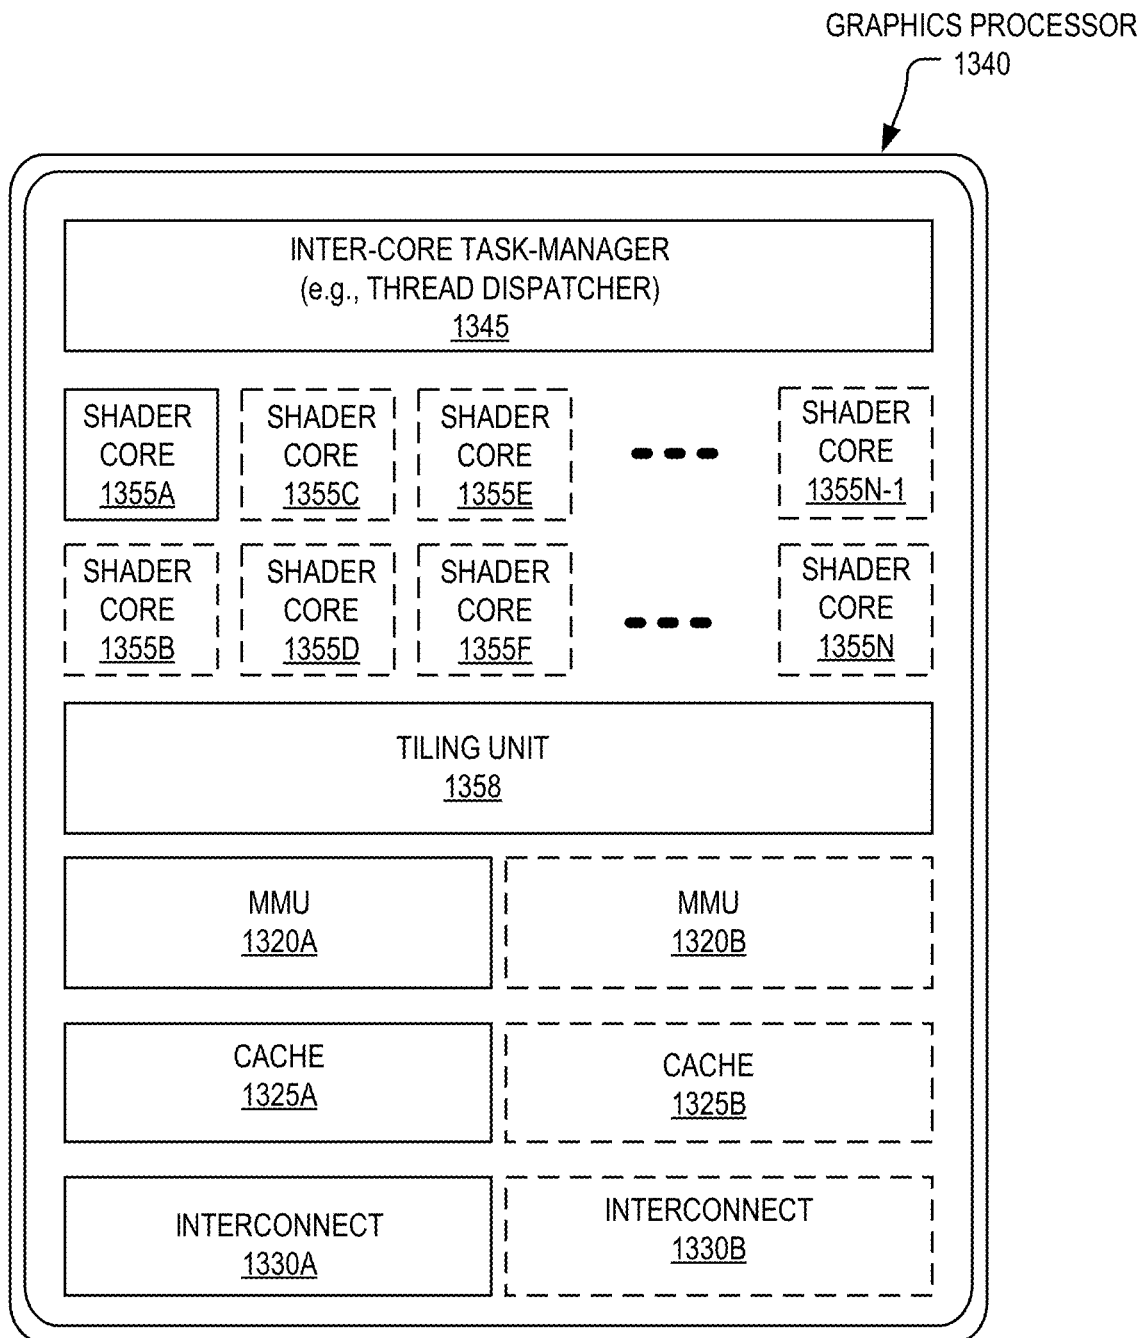 GRAPHICS PROCESSOR
1340
INTER-CORE TASK-MANAGER
(e.g., THREAD DISPATCHER)
1345
SHADER
CORE
1355A
SHADER
CORE
1355C
SHADER
CORE
1355E
SHADER
CORE
1355N-1
SHADER
CORE
1355B
SHADER
CORE
1355D
SHADER
CORE
1355F
SHADER
CORE
1355N
TILING UNIT
1358
MMU
1320A
MMU
1320B
CACHE
1325A
CACHE
1325B
INTERCONNECT
1330A
INTERCONNECT
1330B